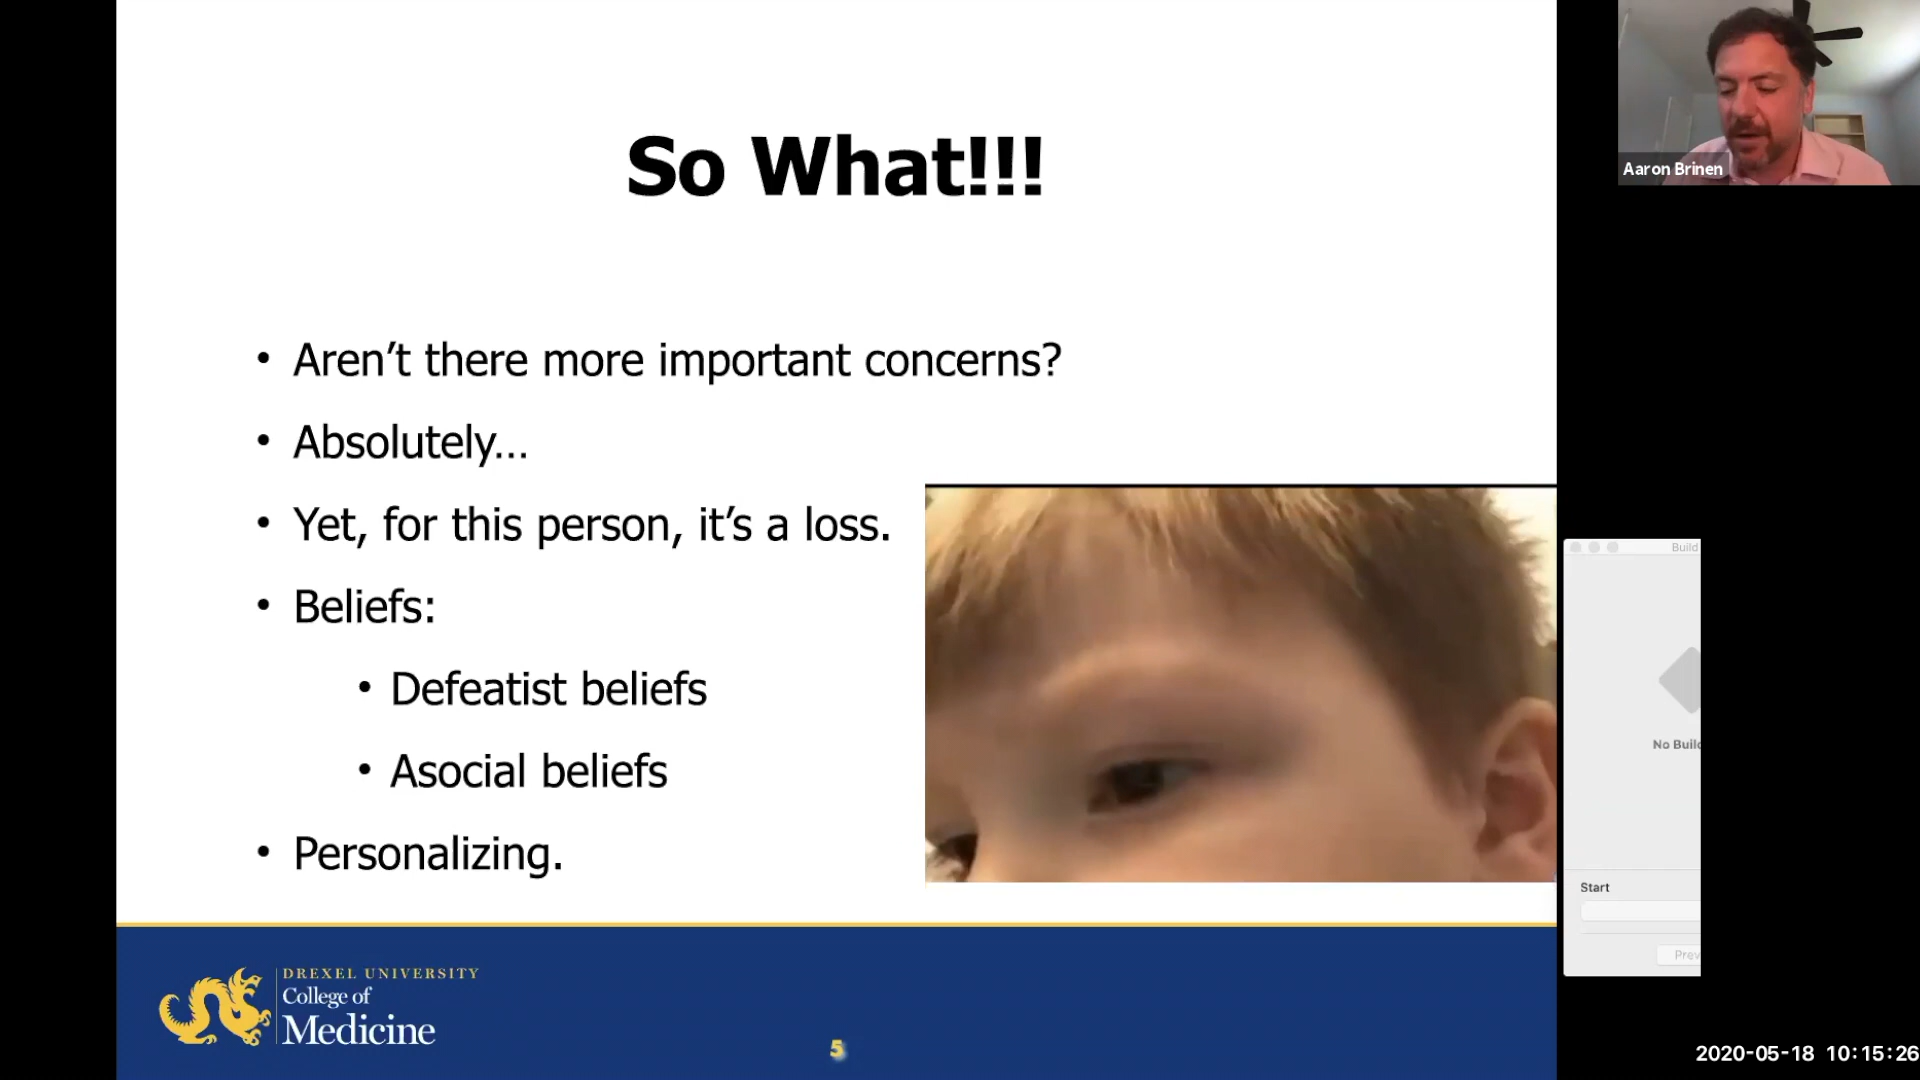 So What!!!
• Aren’t there more important concerns?
• Absolutely...
• Yet, for this person, it’s a loss.
• Beliefs:
• Defeatist beliefs
• Asocial beliefs
• Personalizing.
DREXEL UNIVERSITY
College of
Medicine
5
Aaron Brinen
Build
No Build
Start
Prev
2020-05-18 10:15:26